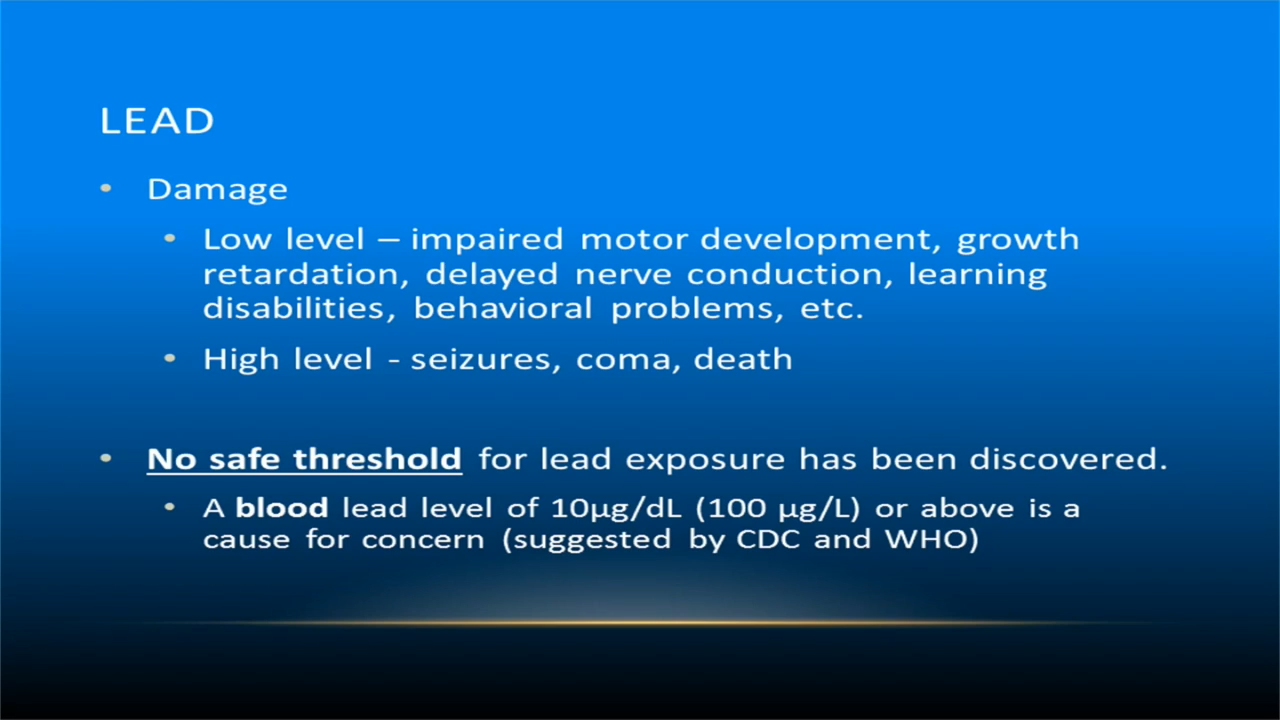 LEAD
• Damage
• Low level – impaired motor development, growth
retardation, delayed nerve conduction, learning
disabilities, behavioral problems, etc.
• High level - seizures, coma, death
• No safe threshold for lead exposure has been discovered.
• A blood lead level of 10µg/dL (100 µg/L) or above is a
cause for concern (suggested by CDC and WHO)